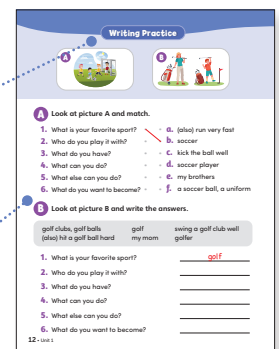 Writing Practice
A B
A Look at picture A and match.
1. What is your favorite sport? a. (also) run very fast
2. Who do you play it with? b. soccer
3. What do you have? c. kick the ball well
4. What can you do? d. soccer player
5. What else can you do? e. my brothers
6. What do you want to become? f. a soccer ball, a uniform
B Look at picture B and write the answers.
golf clubs, golf balls golf swing a golf club well
(also) hit a golf ball hard my mom golfer
1. What is your favorite sport? golf
2. Who do you play it with?
3. What do you have?
4. What can you do?
5. What else can you do?
6. What do you want to become?
12 • Unit 1